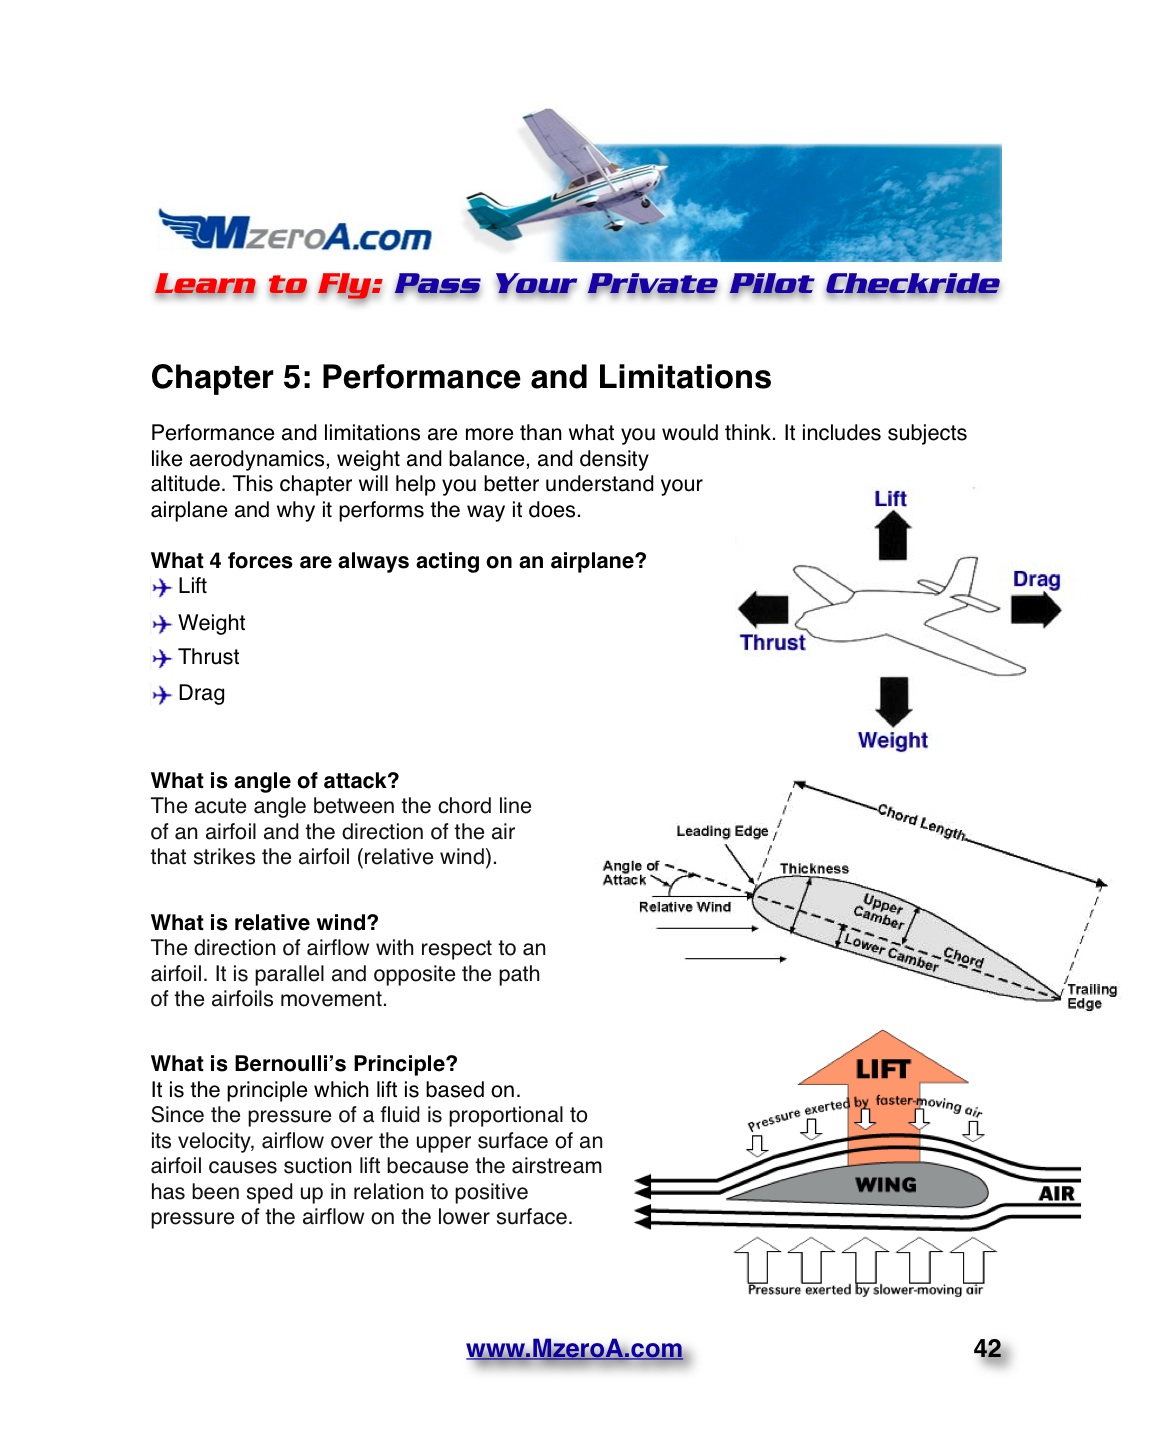 MzeroA.com
Learn to Fly: Pass Your Private Pilot Checkride
Chapter 5: Performance and Limitations
Performance and limitations are more than what you would think. It includes subjects
like aerodynamics, weight and balance, and density
altitude. This chapter will help you better understand your
airplane and why it performs the way it does.
What 4 forces are always acting on an airplane?
Lift
Weight
Thrust
Drag
Lift
Drag
Thrust
Weight
What is angle of attack?
The acute angle between the chord line
of an airfoil and the direction of the air
that strikes the airfoil (relative wind).
What is relative wind?
The direction of airflow with respect to an
airfoil. It is parallel and opposite the path
of the airfoils movement.
Chord Length
Leading Edge
Thickness
Angle of
Attack
Relative Wind
Upper
Camber
Lower Camber
Chord
Trailing
Edge
What is Bernoulli's Principle?
It is the principle which lift is based on.
Since the pressure of a fluid is proportional to
its velocity, airflow over the upper surface of an
airfoil causes suction lift because the airstream
has been sped up in relation to positive
pressure of the airflow on the lower surface.
LIFT
Pressure exerted by faster-moving air
WING
AIR
Pressure exerted by slower-moving air
www.MzeroA.com
42